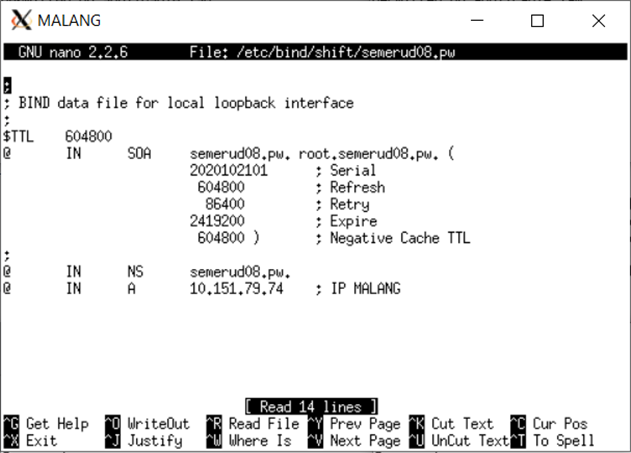 MALANG
GNU nano 2.2.6 File: /etc/bind/shift/semerud08.pw
;
; BIND data file for local loopback interface
;
$TTL 604800
@ IN SOA semerud08.pw. root.semerud08.pw. (
2020102101 ; Serial
604800 ; Refresh
86400 ; Retry
2419200 ; Expire
604800 ) ; Negative Cache TTL
;
@ IN NS semerud08.pw.
@ IN A 10.151.79.74 ; IP MALANG
[ Read 14 lines ]
^G Get Help ^O WriteOut ^R Read File ^Y Prev Page ^K Cut Text ^C Cur Pos
^X Exit ^J Justify ^W Where Is ^V Next Page ^U UnCut Text ^T To Spell